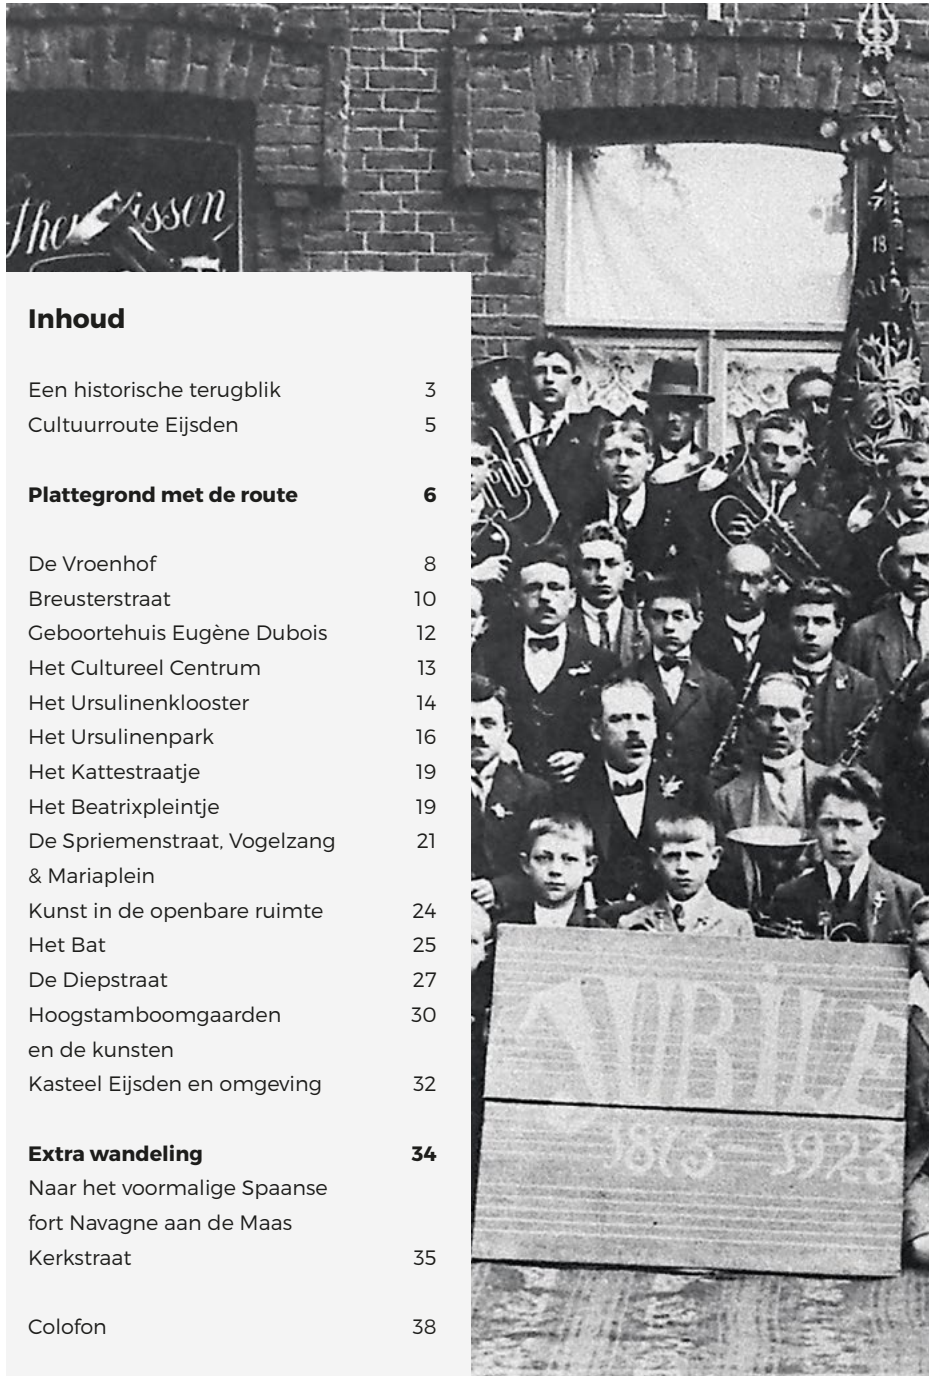 issen
18
Inhoud
Een historische terugblik 3
Cultuurroute Eijsden 5
Plattegrond met de route 6
De Vroenhof 8
Breusterstraat 10
Geboortehuis Eugène Dubois 12
Het Cultureel Centrum 13
Het Ursulinenklooster 14
Het Ursulinenpark 16
Het Kattestraatje 19
Het Beatrixpleintje 19
De Spriemenstraat, Vogelzang 21
& Mariaplein
Kunst in de openbare ruimte 24
Het Bat 25
De Diepstraat 27
Hoogstamboomgaarden 30
en de kunsten
Kasteel Eijsden en omgeving 32
Extra wandeling 34
Naar het voormalige Spaanse
fort Navagne aan de Maas
Kerkstraat 35
Colofon 38
JUBILE
1873-1923